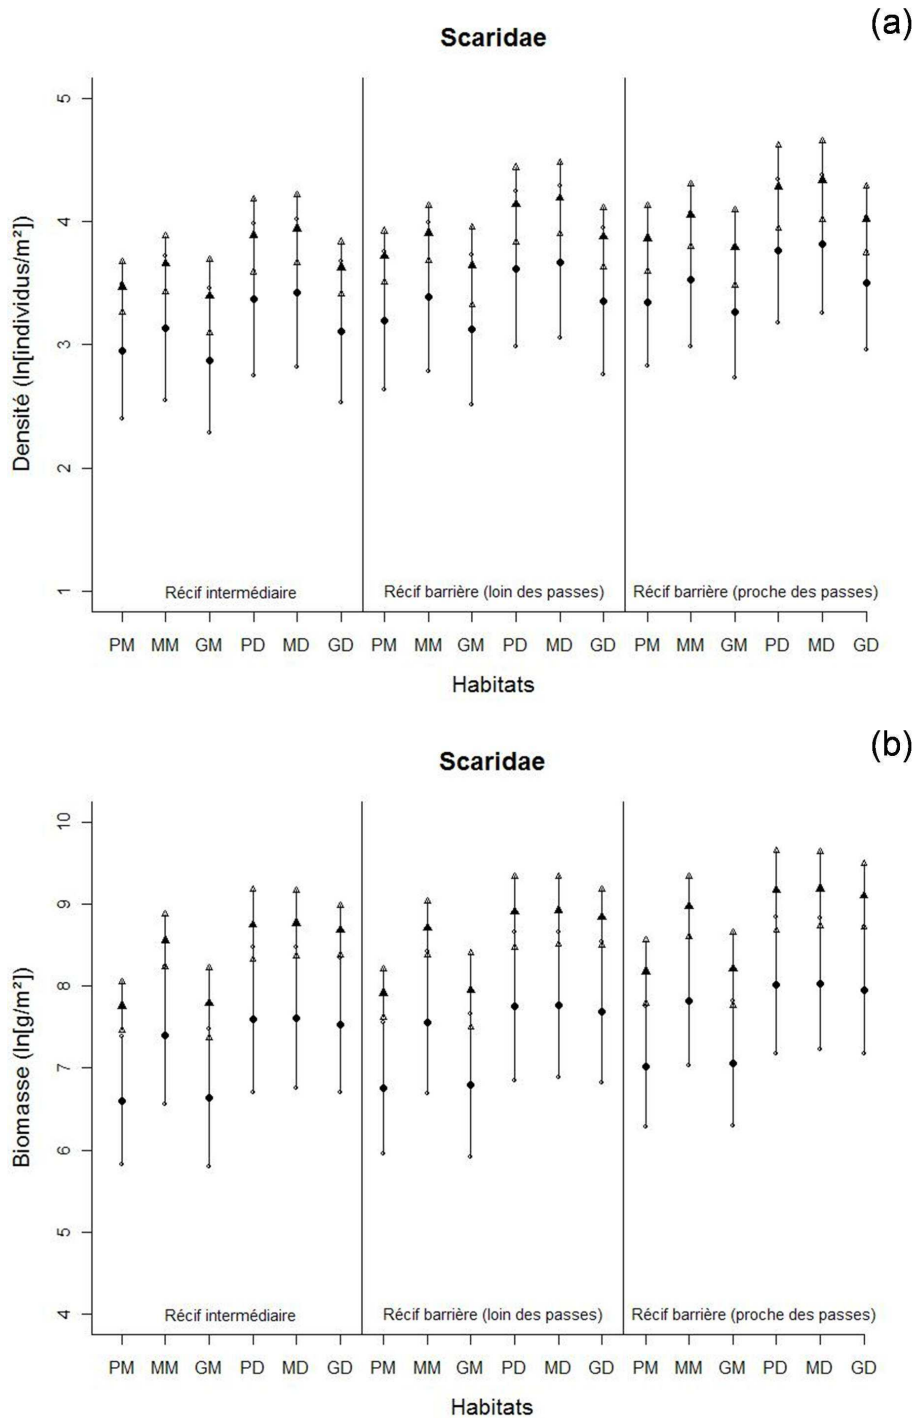 (a)
Scaridae
Densité (ln[individus/m²])
5
4
3
2
1
Récif intermédiaire
Récif barrière (loin des passes)
Récif barrière (proche des passes)
PM MM GM PD MD GD PM MM GM PD MD GD PM MM GM PD MD GD
Habitats
(b)
Scaridae
Biomasse (ln[g/m²])
10
9
8
7
6
5
4
Récif intermédiaire
Récif barrière (loin des passes)
Récif barrière (proche des passes)
PM MM GM PD MD GD PM MM GM PD MD GD PM MM GM PD MD GD
Habitats